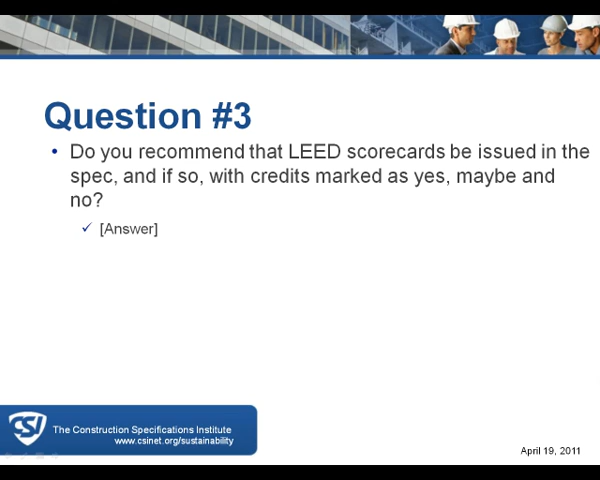 Question #3
• Do you recommend that LEED scorecards be issued in the
spec, and if so, with credits marked as yes, maybe and
no?
✓ [Answer]
CSI
The Construction Specifications Institute
www.csinet.org/sustainability
April 19, 2011